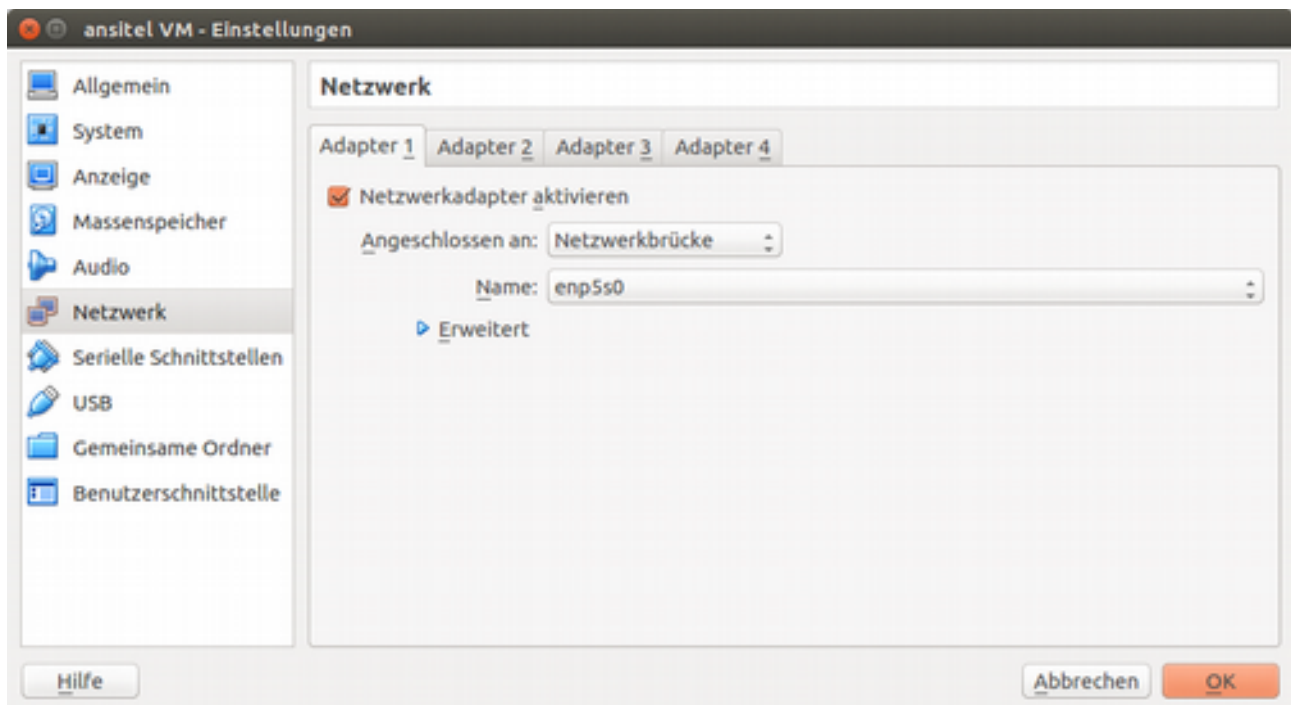 ansitel VM - Einstellungen
Allgemein
System
Anzeige
Massenspeicher
Audio
Netzwerk
Serielle Schnittstellen
USB
Gemeinsame Ordner
Benutzerschnittstelle
Netzwerk
Adapter 1 Adapter 2 Adapter 3 Adapter 4
Netzwerkadapter aktivieren
Angeschlossen an: Netzwerkbrücke
Name: enp5s0
Erweitert
Hilfe Abbrechen OK